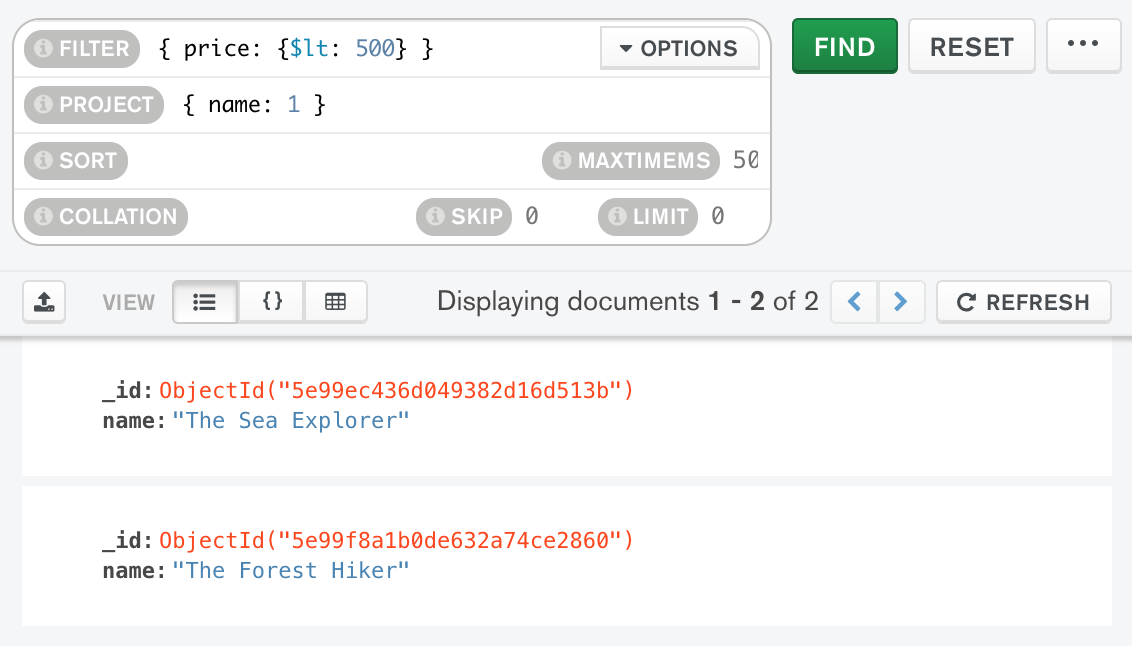 FILTER { price: {$lt: 500} } OPTIONS FIND RESET ...
PROJECT { name: 1 }
SORT MAXTIMEMS 50
COLLATION SKIP 0 LIMIT 0
VIEW {} Displaying documents 1 - 2 of 2 REFRESH
_id: ObjectId("5e99ec436d049382d16d513b")
name: "The Sea Explorer"
_id: ObjectId("5e99f8a1b0de632a74ce2860")
name: "The Forest Hiker"